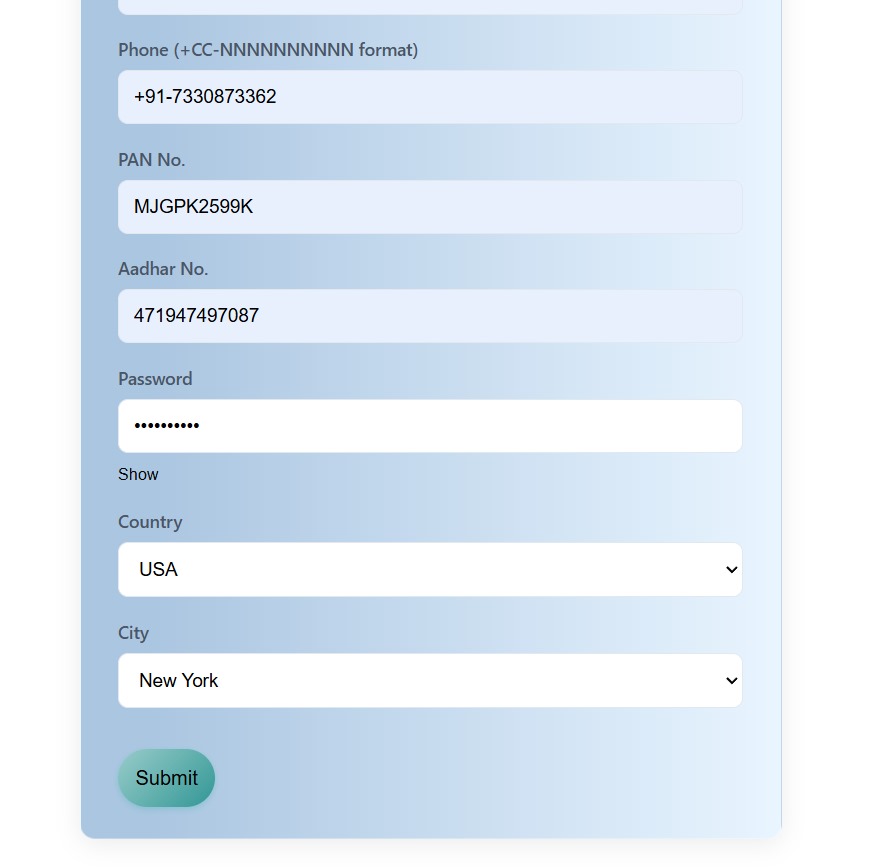 Phone (+CC-NNNNNNNNNN format)
+91-7330873362
PAN No.
MJGPK2599K
Aadhar No.
471947497087
Password
••••••••••
Show
Country
USA
City
New York
Submit